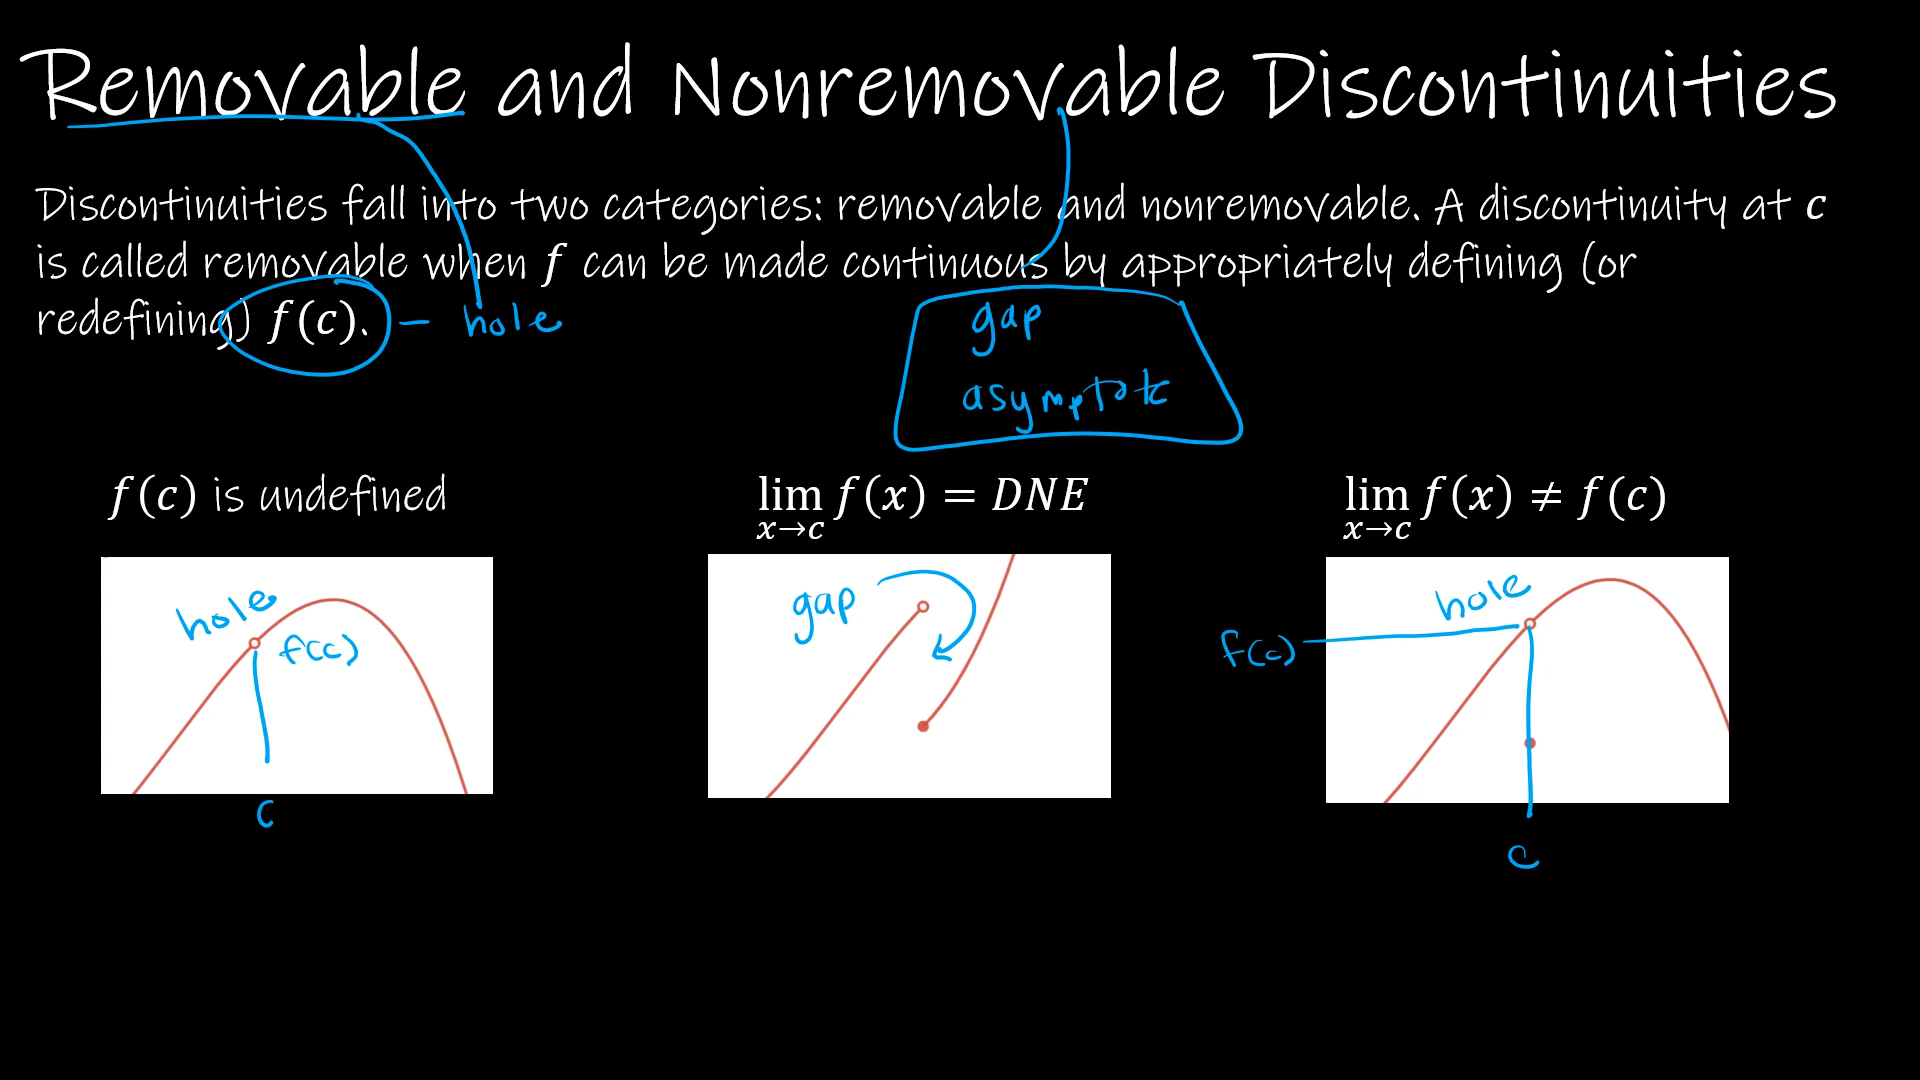 Removable and Nonremovable Discontinuities
Discontinuities fall into two categories: removable and nonremovable. A discontinuity at c
is called removable when f can be made continuous by appropriately defining (or
redefining) f(c). — hole
gap
asymptote
f(c) is undefined
lim f(x) = DNE
x→c
lim f(x) ≠ f(c)
x→c
hole
f(c)
c
gap
hole
f(c)
c